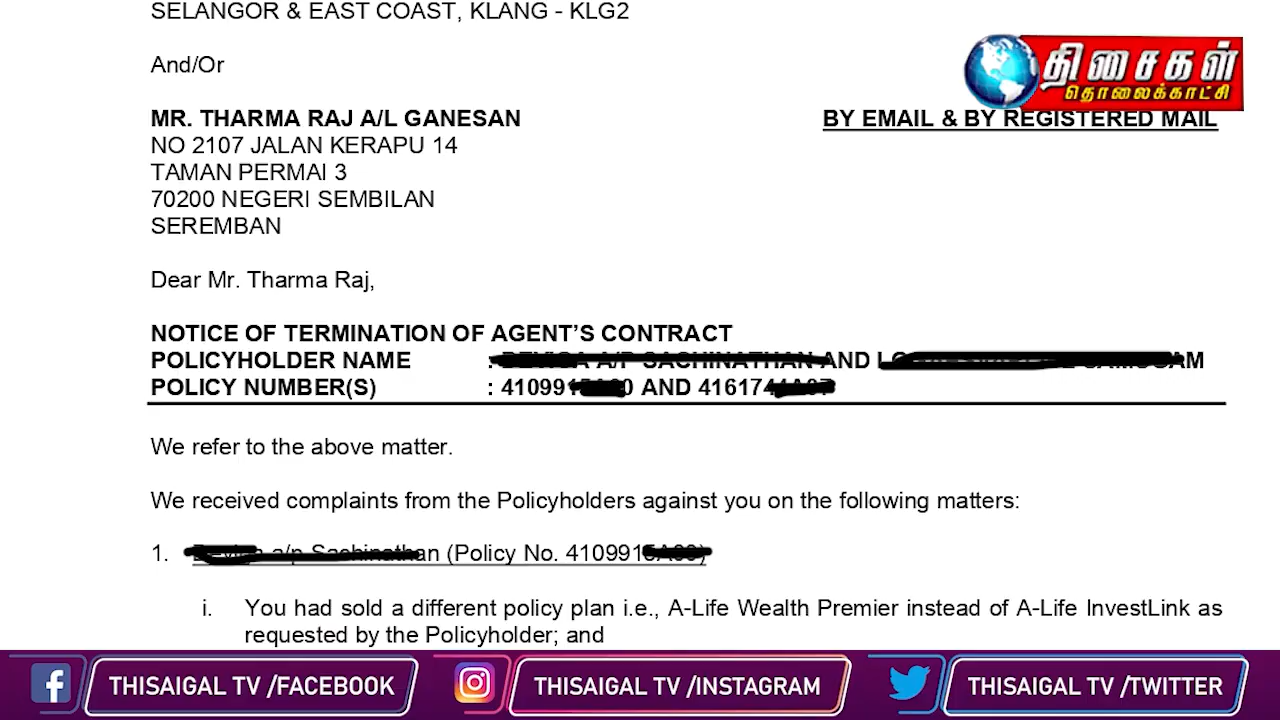 SELANGOR & EAST COAST, KLANG - KLG2
And/Or
திசைகள்
தொலைக்காட்சி
MR. THARMA RAJ A/L GANESAN
BY EMAIL & BY REGISTERED MAIL
NO 2107 JALAN KERAPU 14
TAMAN PERMAI 3
70200 NEGERI SEMBILAN
SEREMBAN
Dear Mr. Tharma Raj,
NOTICE OF TERMINATION OF AGENT'S CONTRACT
POLICYHOLDER NAME : AND
POLICY NUMBER(S) : AND
We refer to the above matter.
We received complaints from the Policyholders against you on the following matters:
1. (Policy No.
i. You had sold a different policy plan i.e., A-Life Wealth Premier instead of A-Life InvestLink as
requested by the Policyholder; and
THISAIGAL TV /FACEBOOK
THISAIGAL TV /INSTAGRAM
THISAIGAL TV /TWITTER